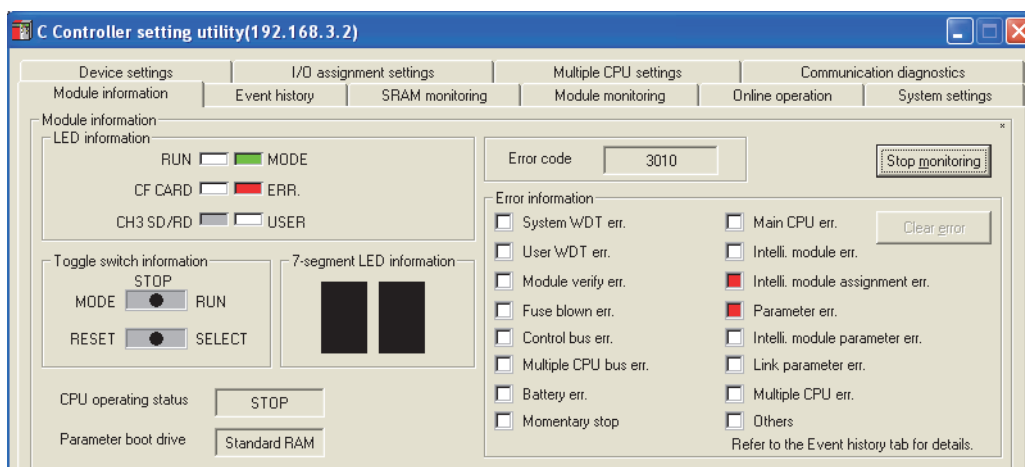 C Controller setting utility(192.168.3.2)
Device settings I/O assignment settings Multiple CPU settings Communication diagnostics
Module information Event history SRAM monitoring Module monitoring Online operation System settings
Module information
LED information
RUN MODE
CF CARD ERR.
CH3 SD/RD USER
Error code 3010
Stop monitoring
Toggle switch information
STOP
MODE RUN
RESET SELECT
7-segment LED information
CPU operating status STOP
Parameter boot drive Standard RAM
Error information
System WDT err.
User WDT err.
Module verify err.
Fuse blown err.
Control bus err.
Multiple CPU bus err.
Battery err.
Momentary stop
Main CPU err.
Intelli. module err.
Intelli. module assignment err.
Parameter err.
Intelli. module parameter err.
Link parameter err.
Multiple CPU err.
Others
Clear error
Refer to the Event history tab for details.